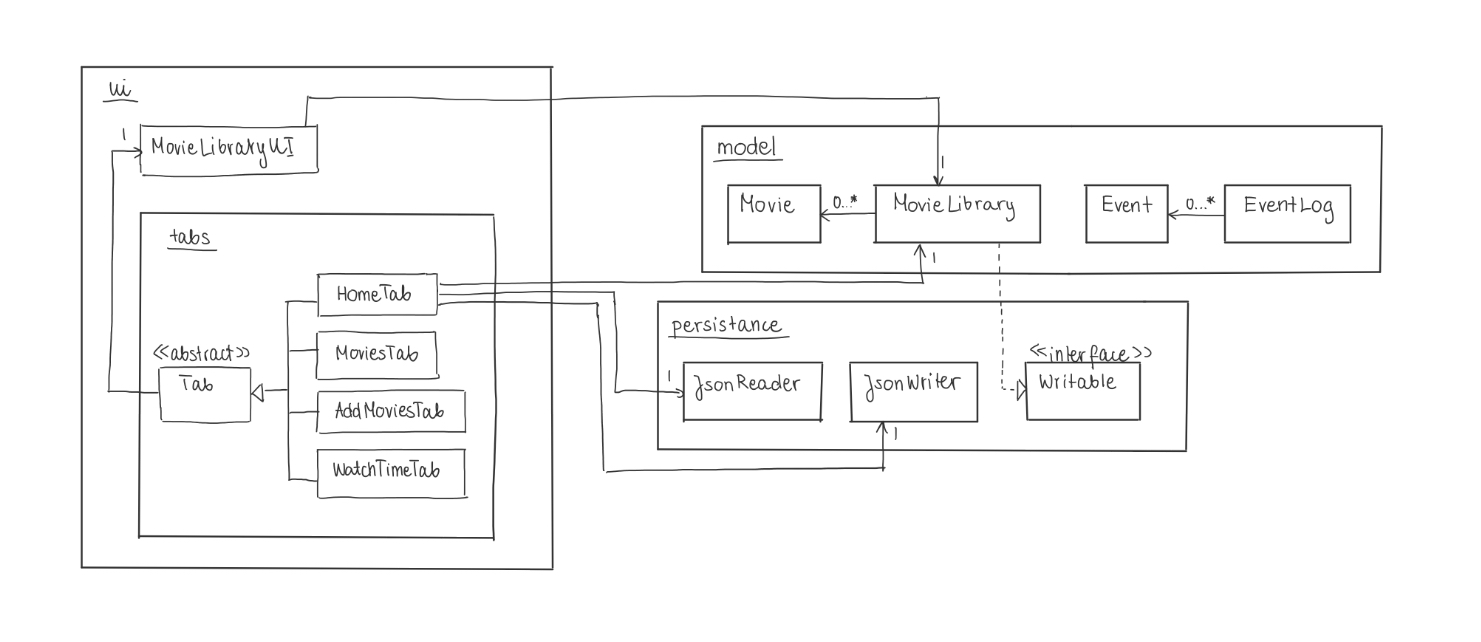 ui
1
MovieLibraryUI
model
1
Movie
0...*
MovieLibrary
Event
0...*
EventLog
1
tabs
HomeTab
MoviesTab
AddMoviesTab
WatchTimeTab
<<abstract>>
Tab
persistance
1
JsonReader
JsonWriter
1
<<interface>>
Writable